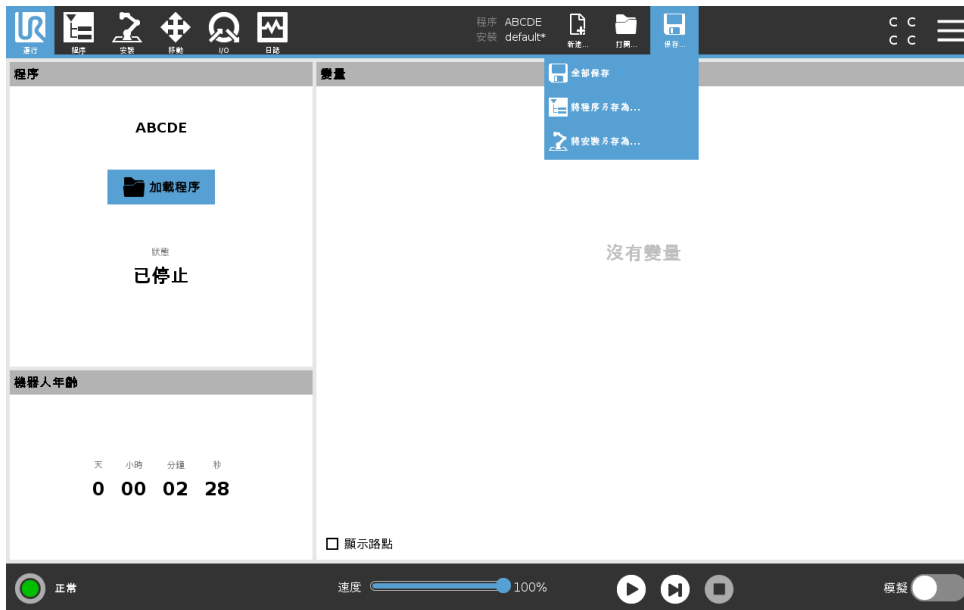 UR
運行
程序
安裝
移動
I/O
日誌
程序 ABCDE
安裝 default*
新建...
打開...
保存...
C C
C C
全部保存
將程序另存為...
將安裝另存為...
程序
變量
ABCDE
加載程序
狀態
已停止
沒有變量
機器人年齡
天 小時 分鐘 秒
0 00 02 28
顯示路點
正常
速度 100%
模擬